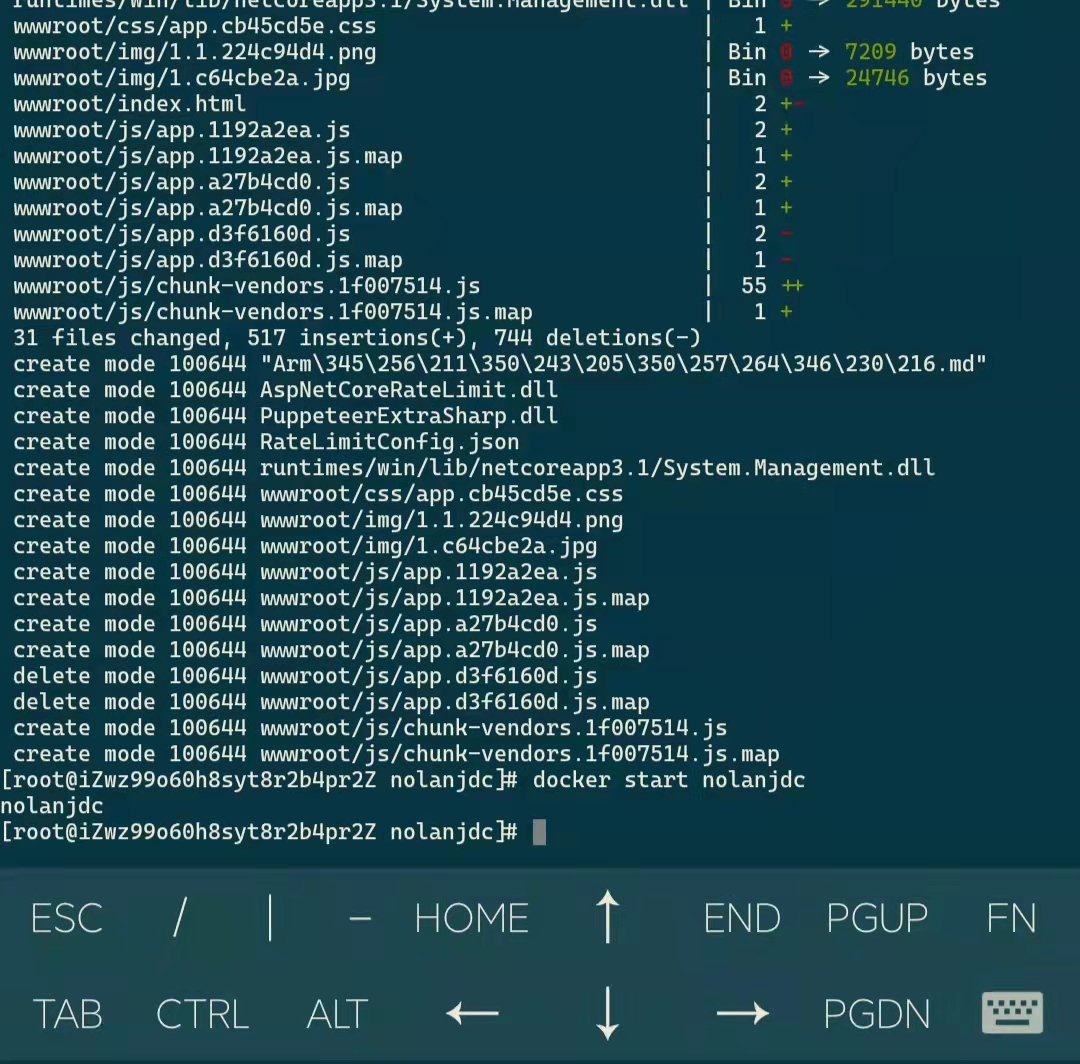 runtimes/win/lib/netcoreapp3.1/System.Management.dll | Bin 0 -> 291440 bytes
wwwroot/css/app.cb45cd5e.css | 1 +
wwwroot/img/1.1.224c94d4.png | Bin 0 -> 7209 bytes
wwwroot/img/1.c64cbe2a.jpg | Bin 0 -> 24746 bytes
wwwroot/index.html | 2 +-
wwwroot/js/app.1192a2ea.js | 2 +
wwwroot/js/app.1192a2ea.js.map | 1 +
wwwroot/js/app.a27b4cd0.js | 2 +
wwwroot/js/app.a27b4cd0.js.map | 1 +
wwwroot/js/app.d3f6160d.js | 2 -
wwwroot/js/app.d3f6160d.js.map | 1 -
wwwroot/js/chunk-vendors.1f007514.js | 55 ++
wwwroot/js/chunk-vendors.1f007514.js.map | 1 +
31 files changed, 517 insertions(+), 744 deletions(-)
create mode 100644 "Arm\345\256\211\350\243\205\350\257\264\346\230\216.md"
create mode 100644 AspNetCoreRateLimit.dll
create mode 100644 PuppeteerExtraSharp.dll
create mode 100644 RateLimitConfig.json
create mode 100644 runtimes/win/lib/netcoreapp3.1/System.Management.dll
create mode 100644 wwwroot/css/app.cb45cd5e.css
create mode 100644 wwwroot/img/1.1.224c94d4.png
create mode 100644 wwwroot/img/1.c64cbe2a.jpg
create mode 100644 wwwroot/js/app.1192a2ea.js
create mode 100644 wwwroot/js/app.1192a2ea.js.map
create mode 100644 wwwroot/js/app.a27b4cd0.js
create mode 100644 wwwroot/js/app.a27b4cd0.js.map
delete mode 100644 wwwroot/js/app.d3f6160d.js
delete mode 100644 wwwroot/js/app.d3f6160d.js.map
create mode 100644 wwwroot/js/chunk-vendors.1f007514.js
create mode 100644 wwwroot/js/chunk-vendors.1f007514.js.map
[root@iZwz99o60h8syt8r2b4pr2Z nolanjdc]# docker start nolanjdc
nolanjdc
[root@iZwz99o60h8syt8r2b4pr2Z nolanjdc]#
ESC / | - HOME ↑ END PGUP FN
TAB CTRL ALT ← ↓ → PGDN